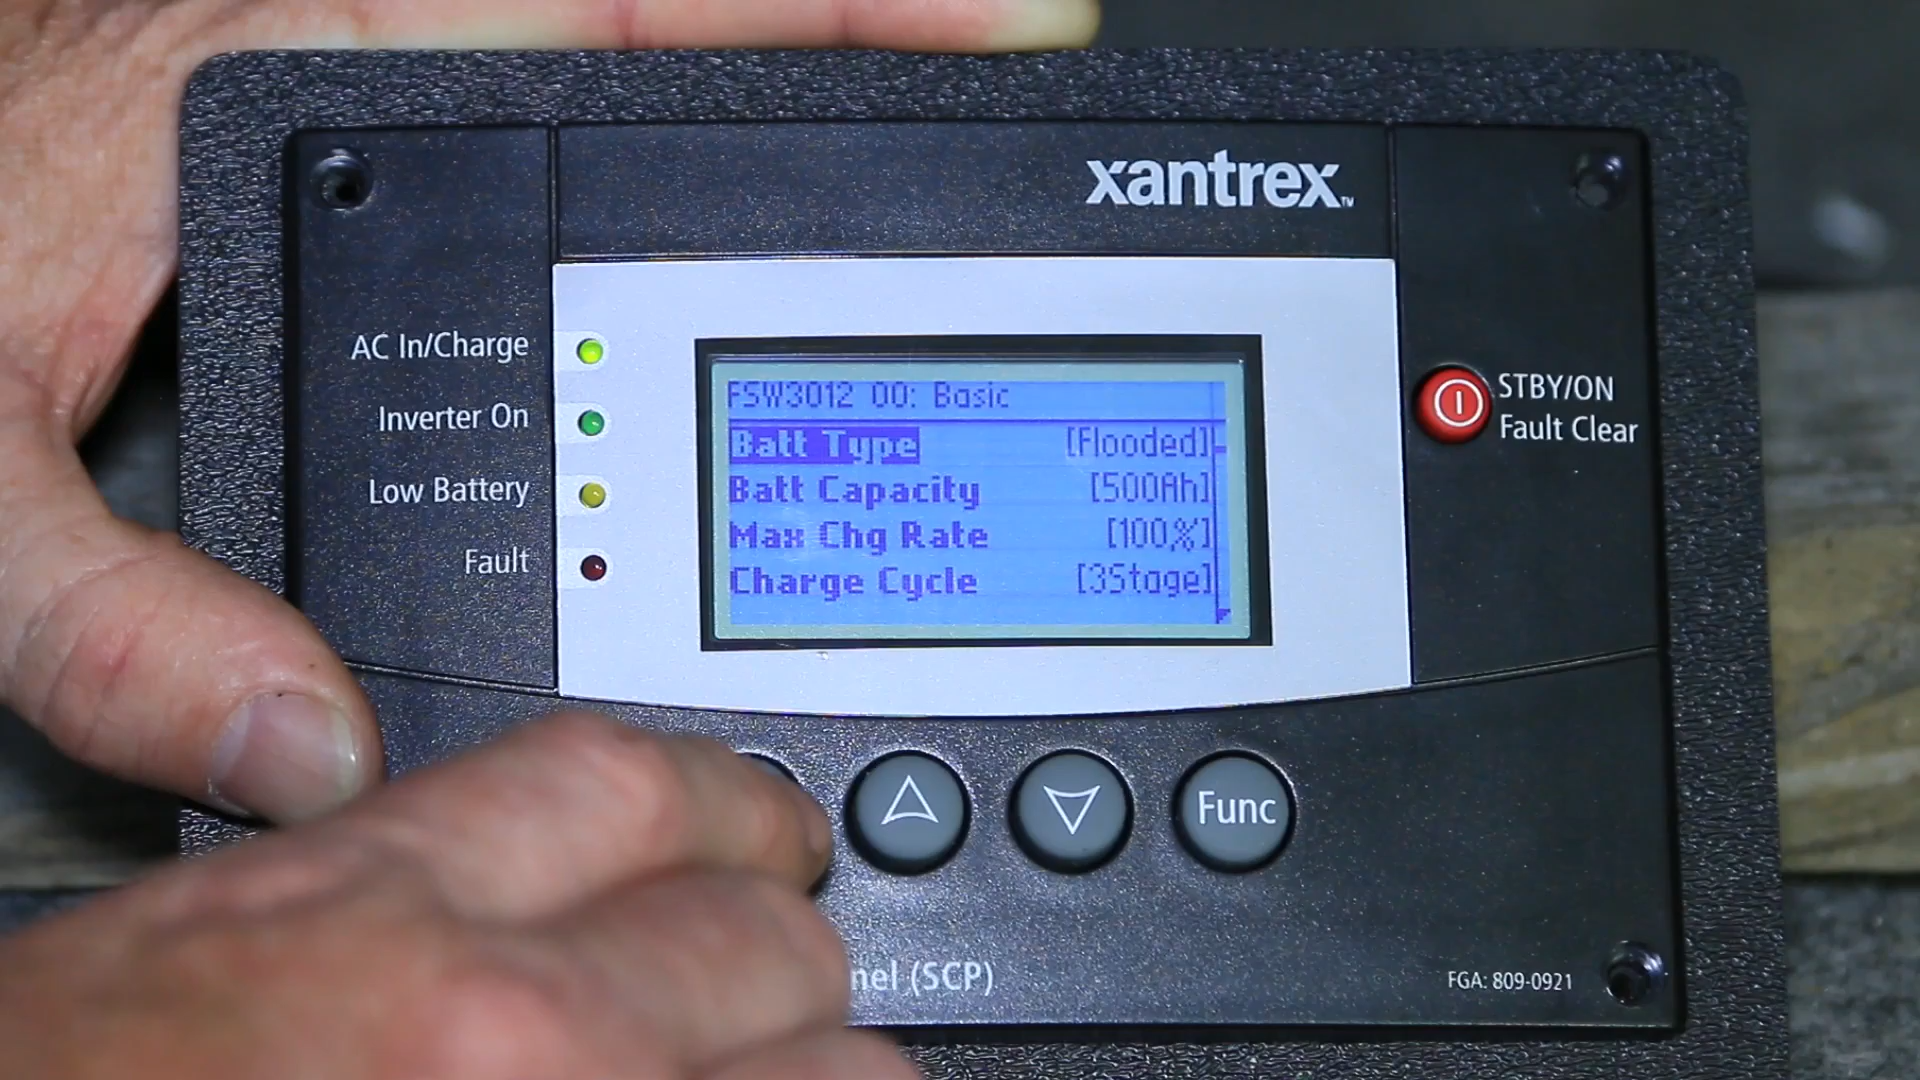 xantrex™
AC In/Charge
Inverter On
Low Battery
Fault
FSW3012 00: Basic
Batt Type [Flooded]
Batt Capacity [500Ah]
Max Chg Rate [100%]
Charge Cycle [3Stage]
STBY/ON
Fault Clear
Func
nel (SCP)
FGA: 809-0921